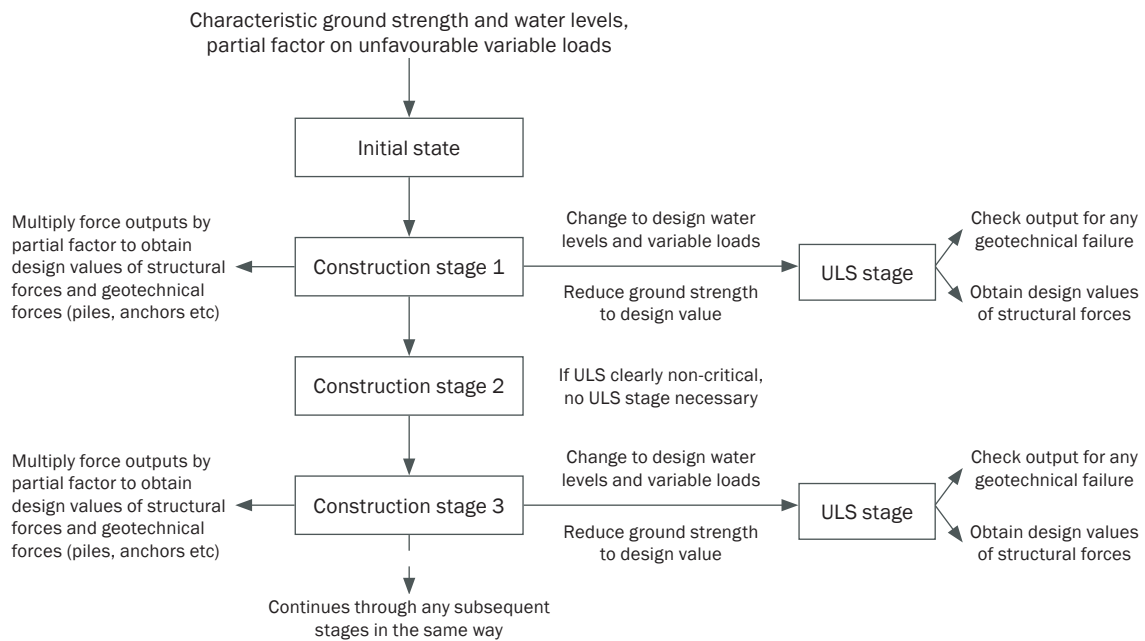 Characteristic ground strength and water levels,
partial factor on unfavourable variable loads
Initial state
Multiply force outputs by
partial factor to obtain
design values of structural
forces and geotechnical
forces (piles, anchors etc)
Construction stage 1
Change to design water
levels and variable loads
Reduce ground strength
to design value
ULS stage
Check output for any
geotechnical failure
Obtain design values
of structural forces
Construction stage 2
If ULS clearly non-critical,
no ULS stage necessary
Multiply force outputs by
partial factor to obtain
design values of structural
forces and geotechnical
forces (piles, anchors etc)
Construction stage 3
Change to design water
levels and variable loads
Reduce ground strength
to design value
ULS stage
Check output for any
geotechnical failure
Obtain design values
of structural forces
Continues through any subsequent
stages in the same way